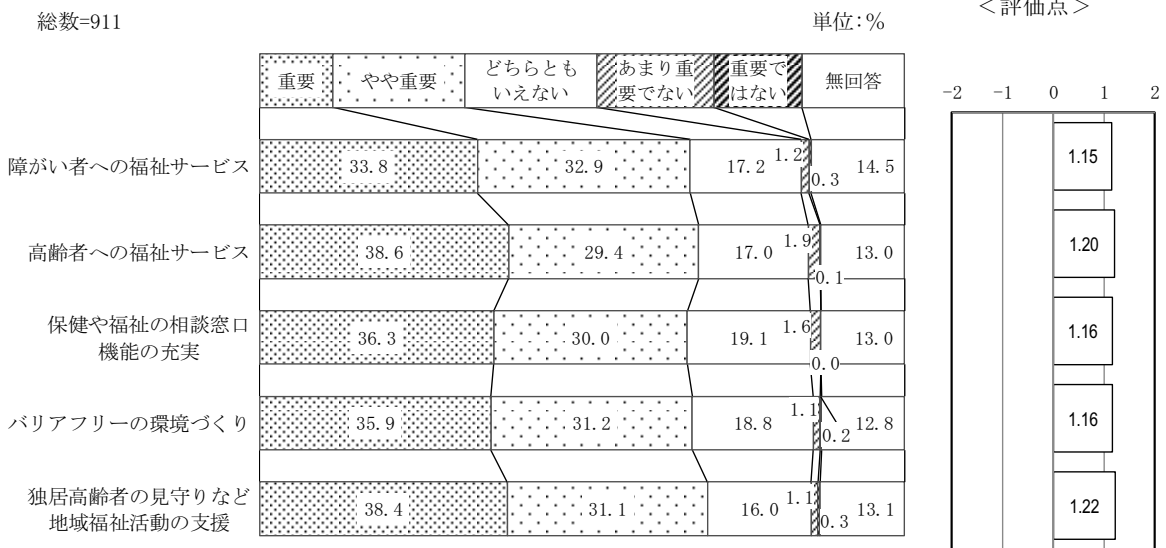 総数=911
単位:%
＜評価点＞
重要
やや重要
どちらとも
いえない
あまり重
要でない
重要で
はない
無回答
-2 -1 0 1 2
障がい者への福祉サービス
33.8 32.9 17.2 1.2 0.3 14.5
1.15
高齢者への福祉サービス
38.6 29.4 17.0 1.9 0.1 13.0
1.20
保健や福祉の相談窓口
機能の充実
36.3 30.0 19.1 1.6 0.0 13.0
1.16
バリアフリーの環境づくり
35.9 31.2 18.8 1.1 0.2 12.8
1.16
独居高齢者の見守りなど
地域福祉活動の支援
38.4 31.1 16.0 1.1 0.3 13.1
1.22